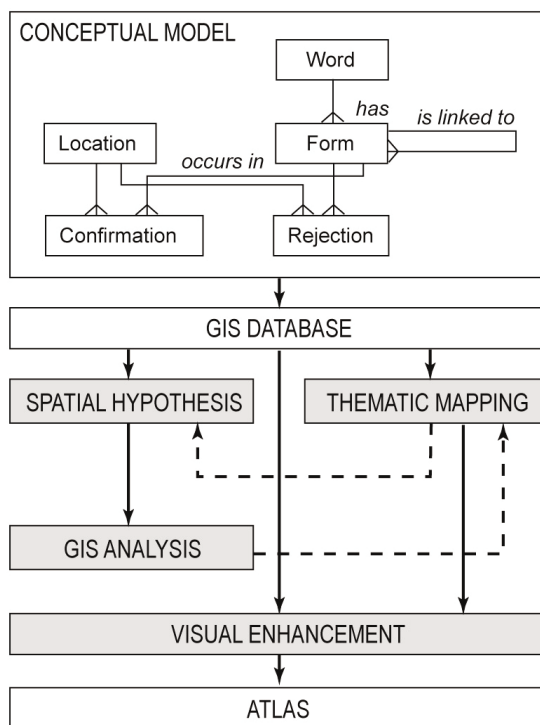 CONCEPTUAL MODEL
Word
has
is linked to
Location
Form
occurs in
Confirmation
Rejection
GIS DATABASE
SPATIAL HYPOTHESIS
THEMATIC MAPPING
GIS ANALYSIS
VISUAL ENHANCEMENT
ATLAS